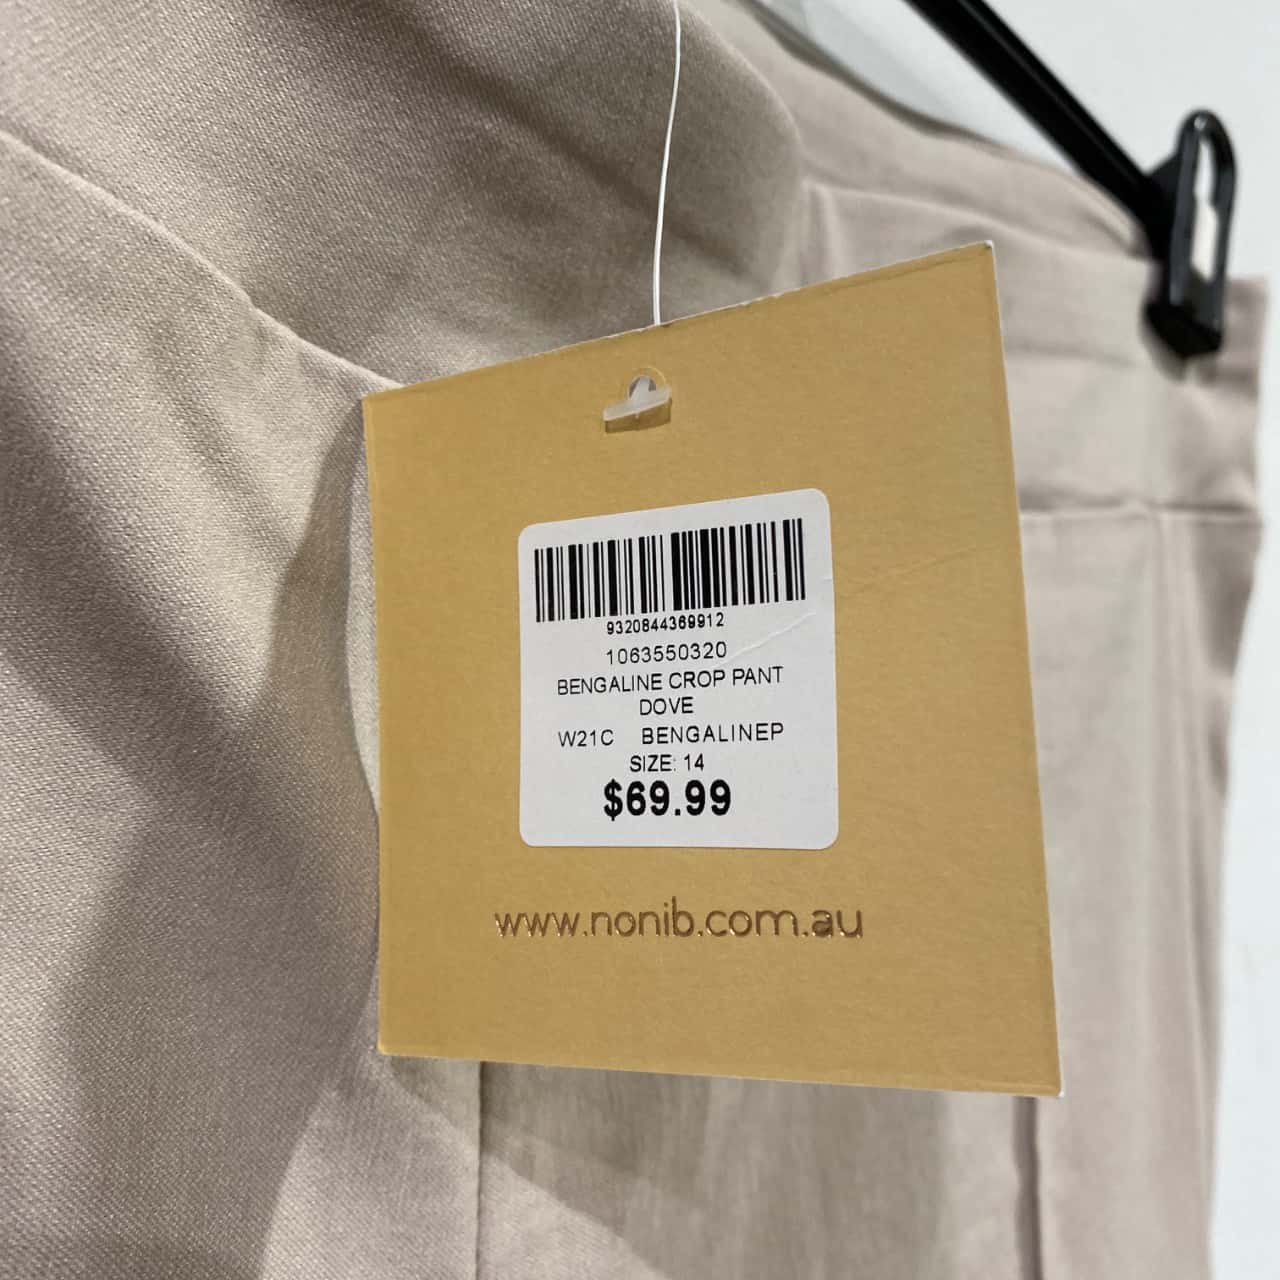 9320844369912
1063550320
BENGALINE CROP PANT
DOVE
W21C BENGALINEP
SIZE: 14
$69.99
www.nonib.com.au